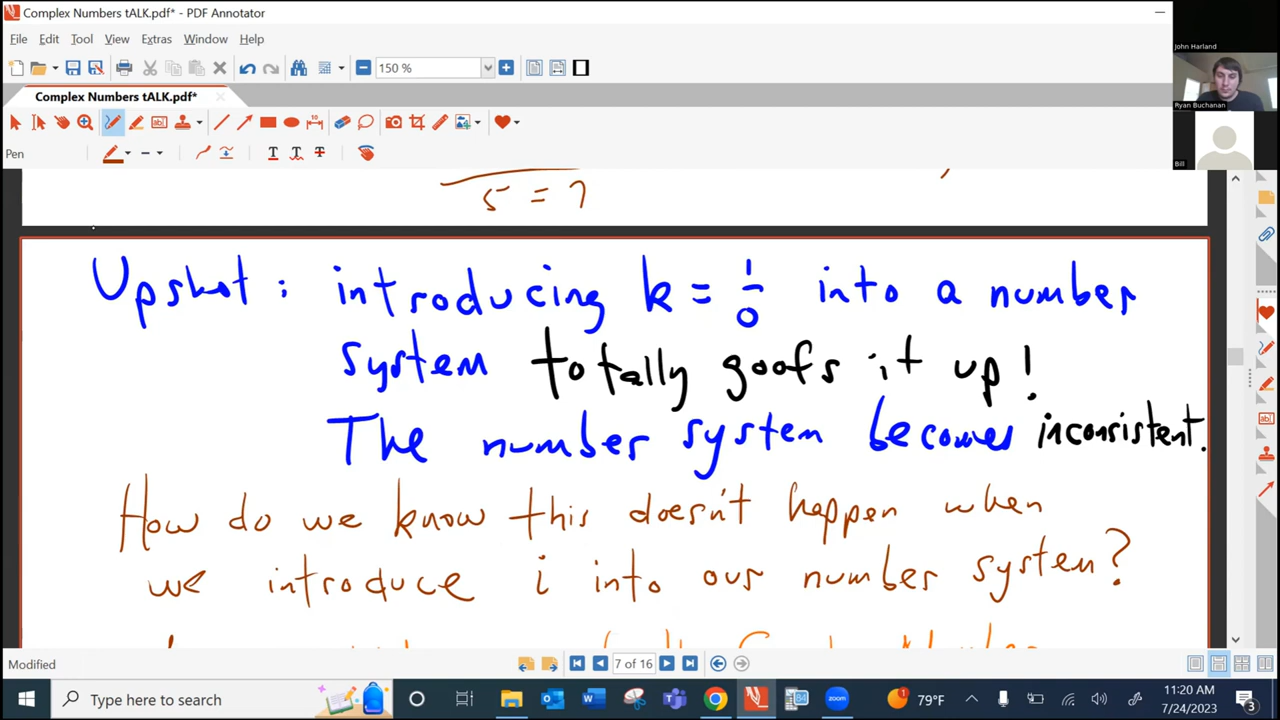 Complex Numbers tALK.pdf* - PDF Annotator
File Edit Tool View Extras Window Help
150 %
Complex Numbers tALK.pdf*
Pen
John Harland
Ryan Buchanan
Bill
5 = 7
Upshot : introducing k = 1/0 into a number
system totally goofs it up!
The number system becomes inconsistent.
How do we know this doesn't happen when
we introduce i into our number system?
Modified
7 of 16
Type here to search
79°F
11:20 AM
7/24/2023
3